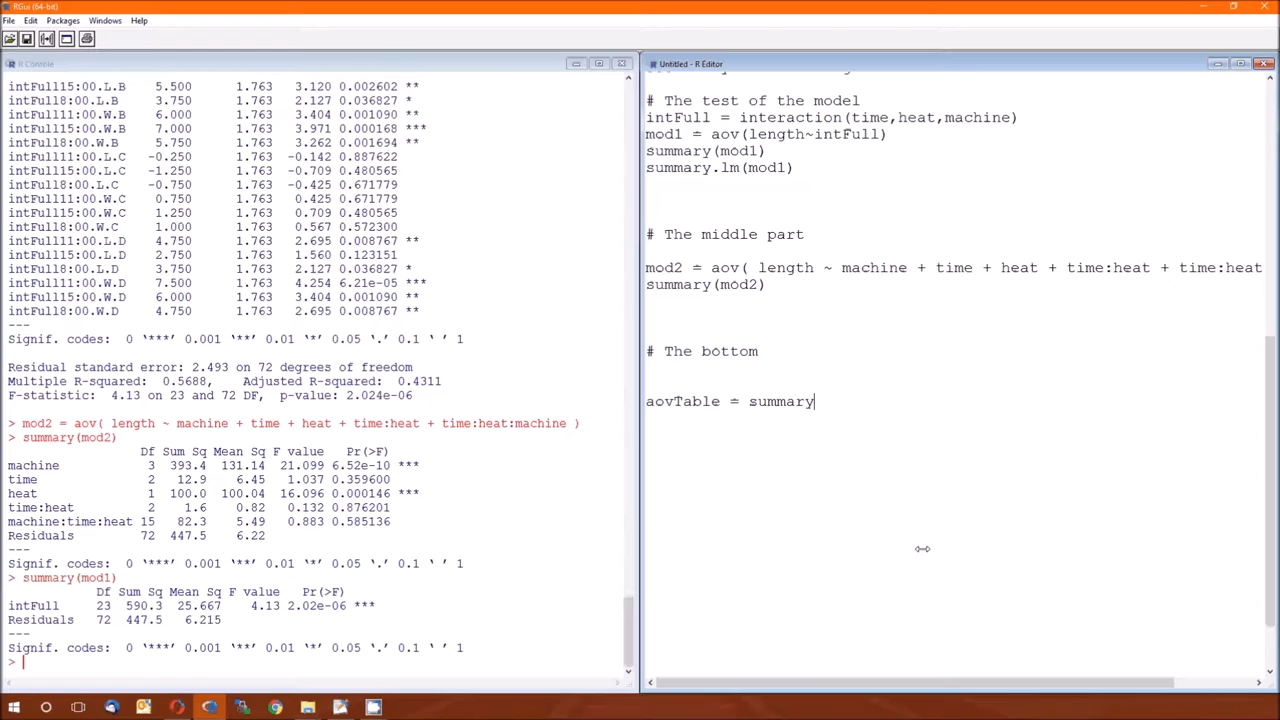 RGui (64-bit)
File Edit Packages Windows Help
R Console
intFull15:00.L.B 5.500 1.763 3.120 0.002602 **
intFull8:00.L.B 3.750 1.763 2.127 0.036827 *
intFull11:00.W.B 6.000 1.763 3.404 0.001090 **
intFull15:00.W.B 7.000 1.763 3.971 0.000168 ***
intFull8:00.W.B 5.750 1.763 3.262 0.001694 **
intFull11:00.L.C -0.250 1.763 -0.142 0.887622
intFull15:00.L.C -1.250 1.763 -0.709 0.480565
intFull8:00.L.C -0.750 1.763 -0.425 0.671779
intFull11:00.W.C 0.750 1.763 0.425 0.671779
intFull15:00.W.C 1.250 1.763 0.709 0.480565
intFull8:00.W.C 1.000 1.763 0.567 0.572300
intFull11:00.L.D 4.750 1.763 2.695 0.008767 **
intFull15:00.L.D 2.750 1.763 1.560 0.123151
intFull8:00.L.D 3.750 1.763 2.127 0.036827 *
intFull11:00.W.D 7.500 1.763 4.254 6.21e-05 ***
intFull15:00.W.D 6.000 1.763 3.404 0.001090 **
intFull8:00.W.D 4.750 1.763 2.695 0.008767 **
---
Signif. codes: 0 ‘***’ 0.001 ‘**’ 0.01 ‘*’ 0.05 ‘.’ 0.1 ‘ ’ 1
Residual standard error: 2.493 on 72 degrees of freedom
Multiple R-squared: 0.5688, Adjusted R-squared: 0.4311
F-statistic: 4.13 on 23 and 72 DF, p-value: 2.024e-06
> mod2 = aov( length ~ machine + time + heat + time:heat + time:heat:machine )
> summary(mod2)
Df Sum Sq Mean Sq F value Pr(>F)
machine 3 393.4 131.14 21.099 6.52e-10 ***
time 2 12.9 6.45 1.037 0.359600
heat 1 100.0 100.04 16.096 0.000146 ***
time:heat 2 1.6 0.82 0.132 0.876201
machine:time:heat 15 82.3 5.49 0.883 0.585136
Residuals 72 447.5 6.22
---
Signif. codes: 0 ‘***’ 0.001 ‘**’ 0.01 ‘*’ 0.05 ‘.’ 0.1 ‘ ’ 1
> summary(mod1)
Df Sum Sq Mean Sq F value Pr(>F)
intFull 23 590.3 25.667 4.13 2.02e-06 ***
Residuals 72 447.5 6.215
---
Signif. codes: 0 ‘***’ 0.001 ‘**’ 0.01 ‘*’ 0.05 ‘.’ 0.1 ‘ ’ 1
>
Untitled - R Editor
# The test of the model
intFull = interaction(time,heat,machine)
mod1 = aov(length~intFull)
summary(mod1)
summary.lm(mod1)
# The middle part
mod2 = aov( length ~ machine + time + heat + time:heat + time:heat
summary(mod2)
# The bottom
aovTable = summary